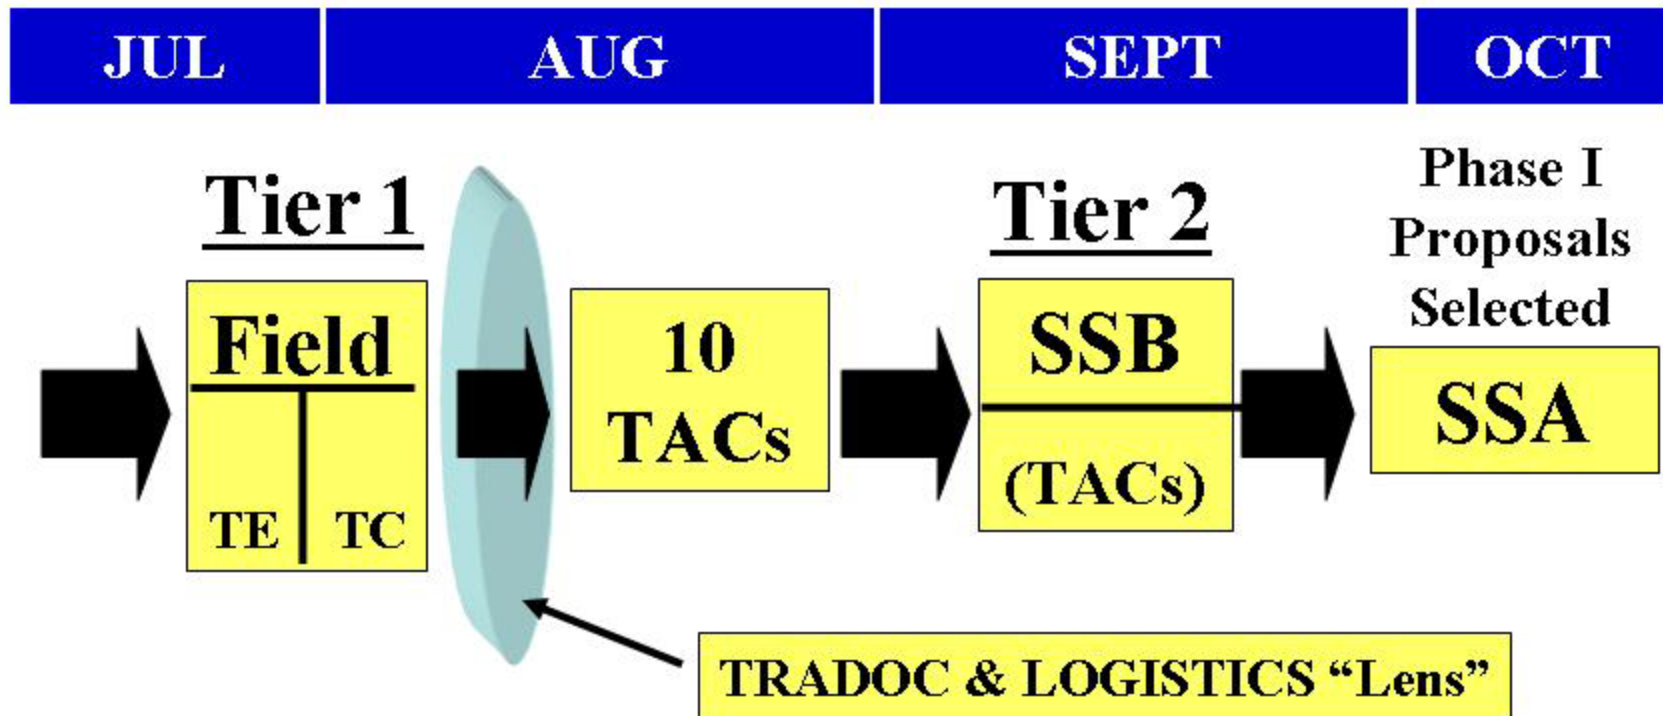 JUL AUG SEPT OCT
Tier 1
Field
TE TC
10
TACs
Tier 2
SSB
(TACs)
Phase I
Proposals
Selected
SSA
TRADOC & LOGISTICS “Lens”